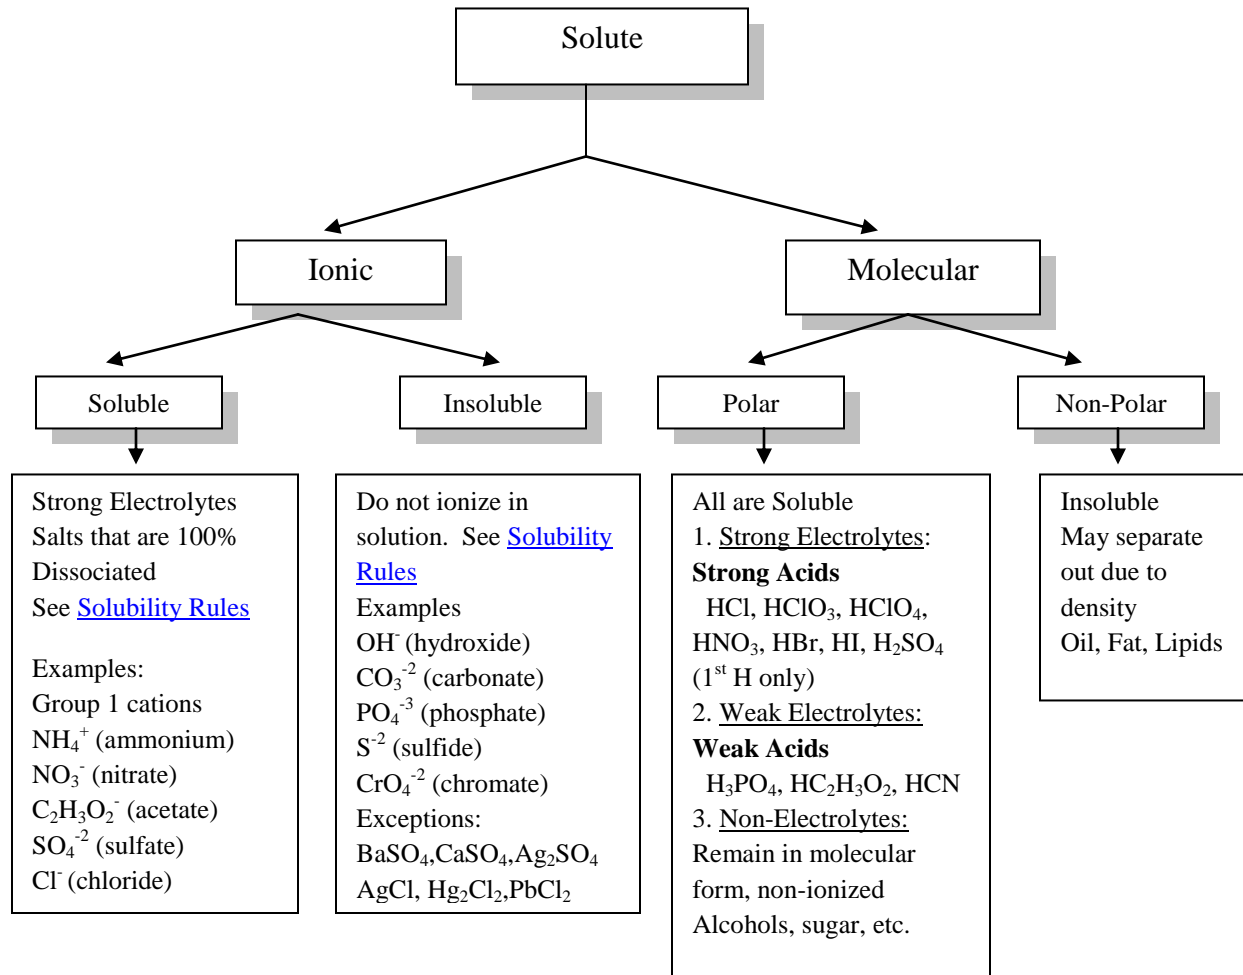 Solute
Ionic
Molecular
Soluble
Insoluble
Polar
Non-Polar
Strong Electrolytes
Salts that are 100%
Dissociated
See Solubility Rules
Examples:
Group 1 cations
NH₄⁺ (ammonium)
NO₃⁻ (nitrate)
C₂H₃O₂⁻ (acetate)
SO₄⁻² (sulfate)
Cl⁻ (chloride)
Do not ionize in
solution. See Solubility
Rules
Examples
OH⁻ (hydroxide)
CO₃⁻² (carbonate)
PO₄⁻³ (phosphate)
S⁻² (sulfide)
CrO₄⁻² (chromate)
Exceptions:
BaSO₄,CaSO₄,Ag₂SO₄
AgCl, Hg₂Cl₂,PbCl₂
All are Soluble
1. Strong Electrolytes:
Strong Acids
HCl, HClO₃, HClO₄,
HNO₃, HBr, HI, H₂SO₄
(1ˢᵗ H only)
2. Weak Electrolytes:
Weak Acids
H₃PO₄, HC₂H₃O₂, HCN
3. Non-Electrolytes:
Remain in molecular
form, non-ionized
Alcohols, sugar, etc.
Insoluble
May separate
out due to
density
Oil, Fat, Lipids